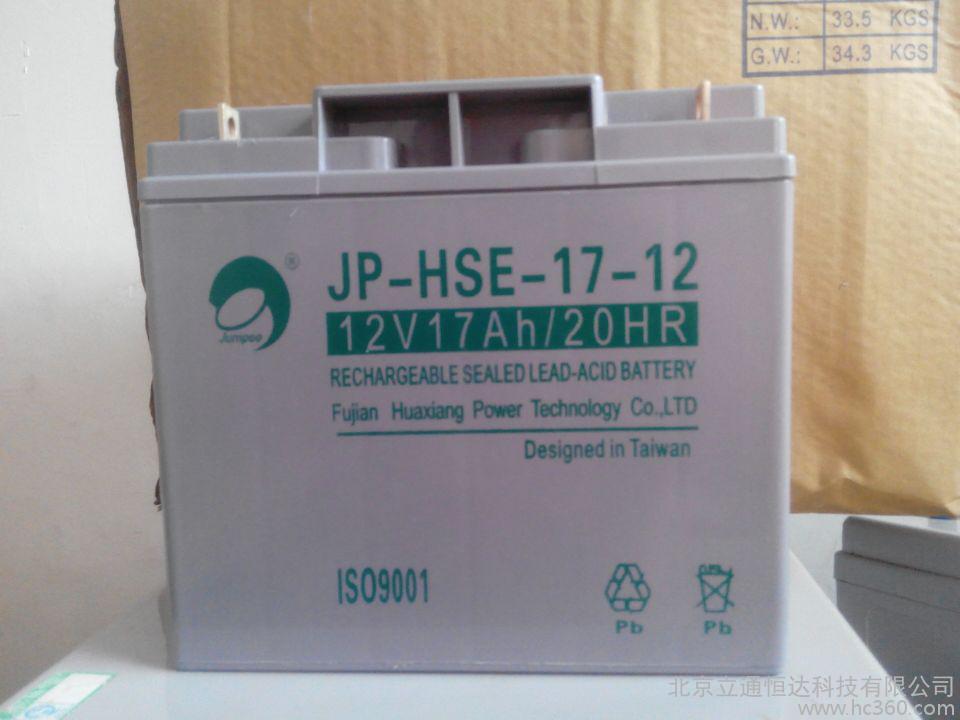 N.W.: 33.5 KGS
G.W.: 34.3 KGS
®
Jumpoo
JP-HSE-17-12
12V17Ah/20HR
RECHARGEABLE SEALED LEAD-ACID BATTERY
Fujian Huaxiang Power Technology Co.,LTD
Designed in Taiwan
ISO9001
Pb Pb
北京立通恒达科技有限公司
www.hc360.com